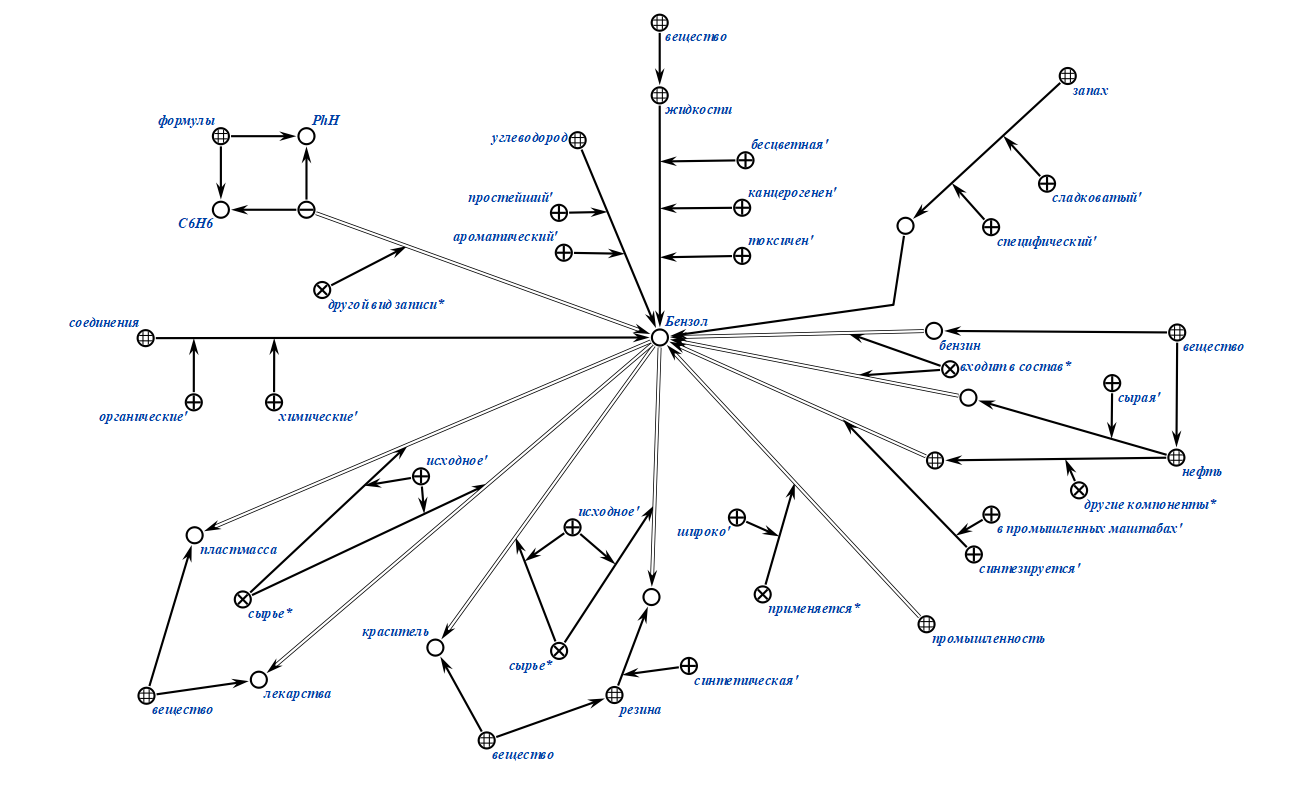 вещество
жидкости
запах
формулы
PhH
углеводород
бесцветная'
простейший'
канцерогенен'
сладковатый'
C6H6
ароматический'
токсичен'
специфический'
другой вид записи*
соединения
Бензол
бензин
вещество
входит в состав*
органические'
химические'
сырая'
исходное'
нефть
исходное'
другие компоненты*
широко'
в промышленных маштабах'
пластмасса
синтезируется'
сырье*
применяется*
краситель
промышленность
сырье*
лекарства
синтетическая'
вещество
резина
вещество